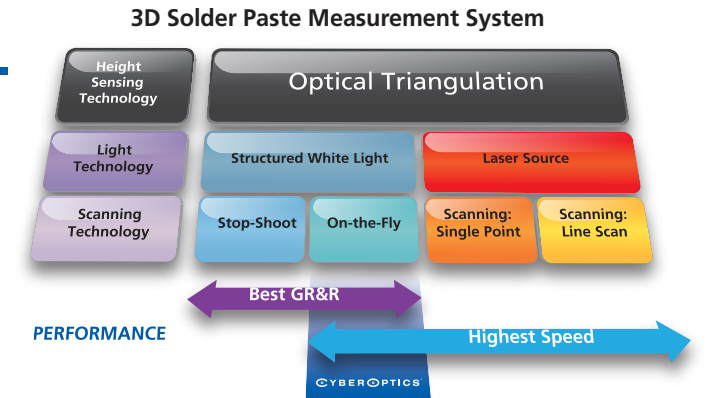 3D Solder Paste Measurement System
Height
Sensing
Technology
Optical Triangulation
Light
Technology
Structured White Light
Laser Source
Scanning
Technology
Stop-Shoot
On-the-Fly
Scanning:
Single Point
Scanning:
Line Scan
Best GR&R
PERFORMANCE
Highest Speed
CYBEROPTICS